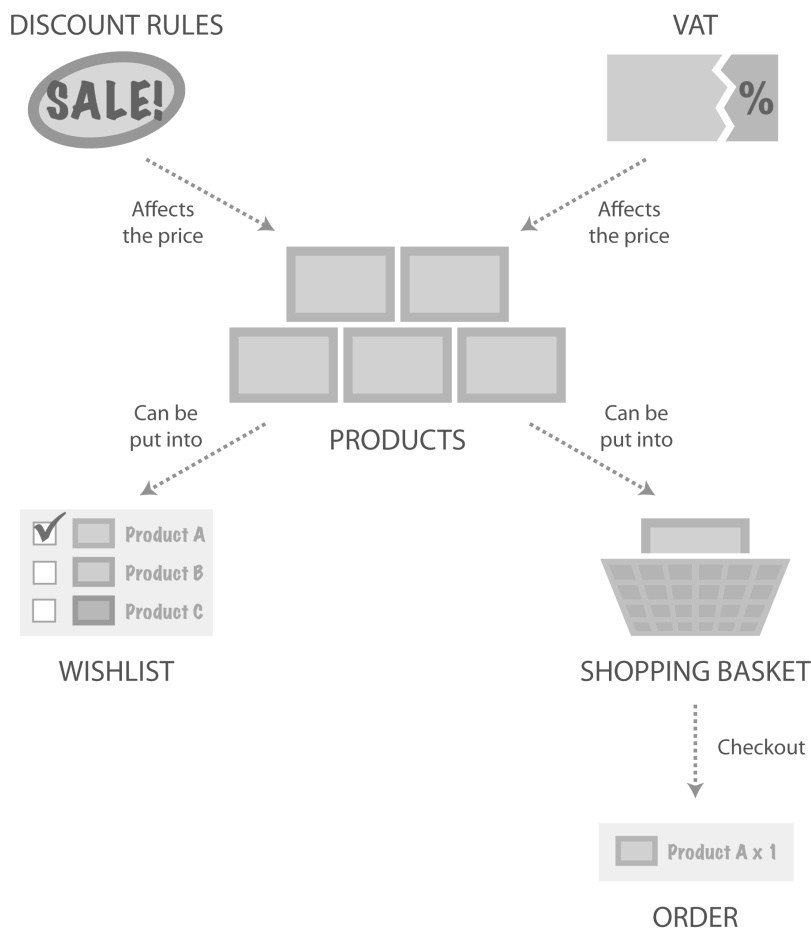 DISCOUNT RULES
VAT
SALE!
%
Affects
the price
Affects
the price
Can be
put into
PRODUCTS
Can be
put into
Product A
Product B
Product C
WISHLIST
SHOPPING BASKET
Checkout
Product A x 1
ORDER